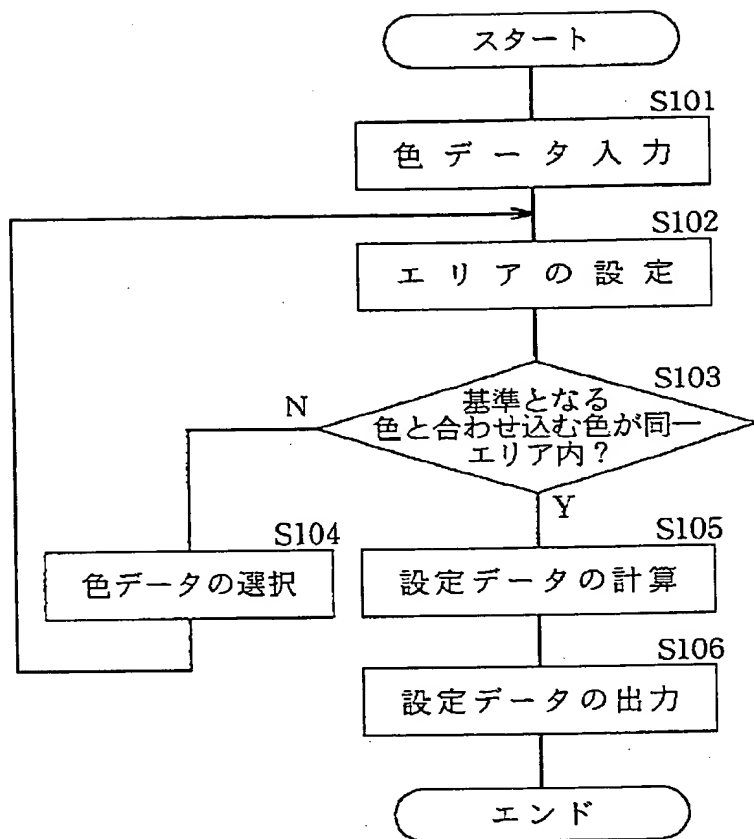 スタート
S101
色データ入力
S102
エリアの設定
S103
基準となる
色と合わせ込む色が同一
エリア内?
N
Y
S104
色データの選択
S105
設定データの計算
S106
設定データの出力
エンド